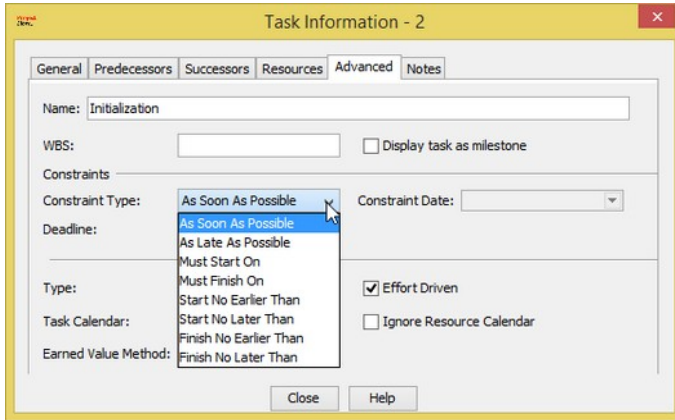 Task Information - 2
General Predecessors Successors Resources Advanced Notes
Name: Initialization
WBS: Display task as milestone
Constraints
Constraint Type: As Soon As Possible Constraint Date:
As Soon As Possible
Deadline:
As Late As Possible
Must Start On
Must Finish On
Type: Effort Driven
Start No Earlier Than
Task Calendar: Start No Later Than Ignore Resource Calendar
Finish No Earlier Than
Earned Value Method: Finish No Later Than
Close Help